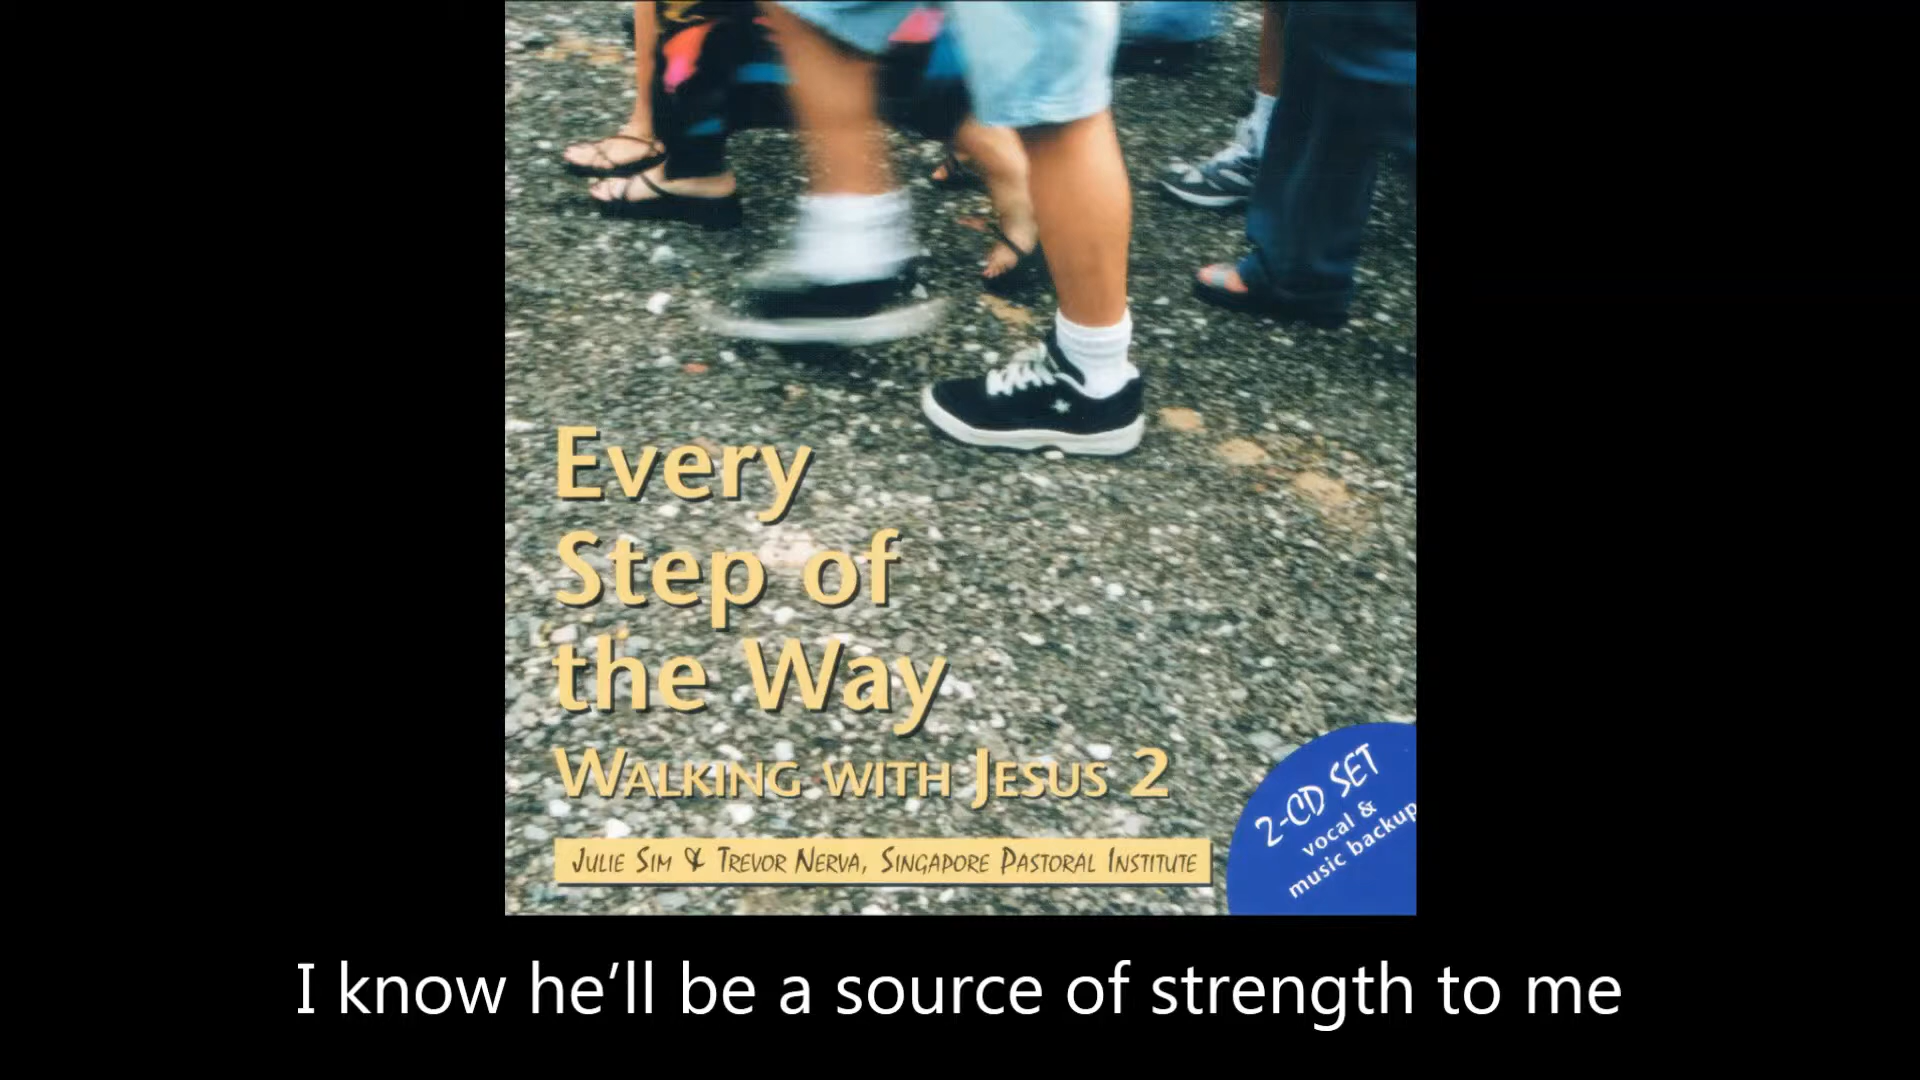 Every
Step of
the Way
WALKING WITH JESUS 2
JULIE SIM & TREVOR NERVA, SINGAPORE PASTORAL INSTITUTE
2-CD SET
vocal &
music backup
I know he’ll be a source of strength to me